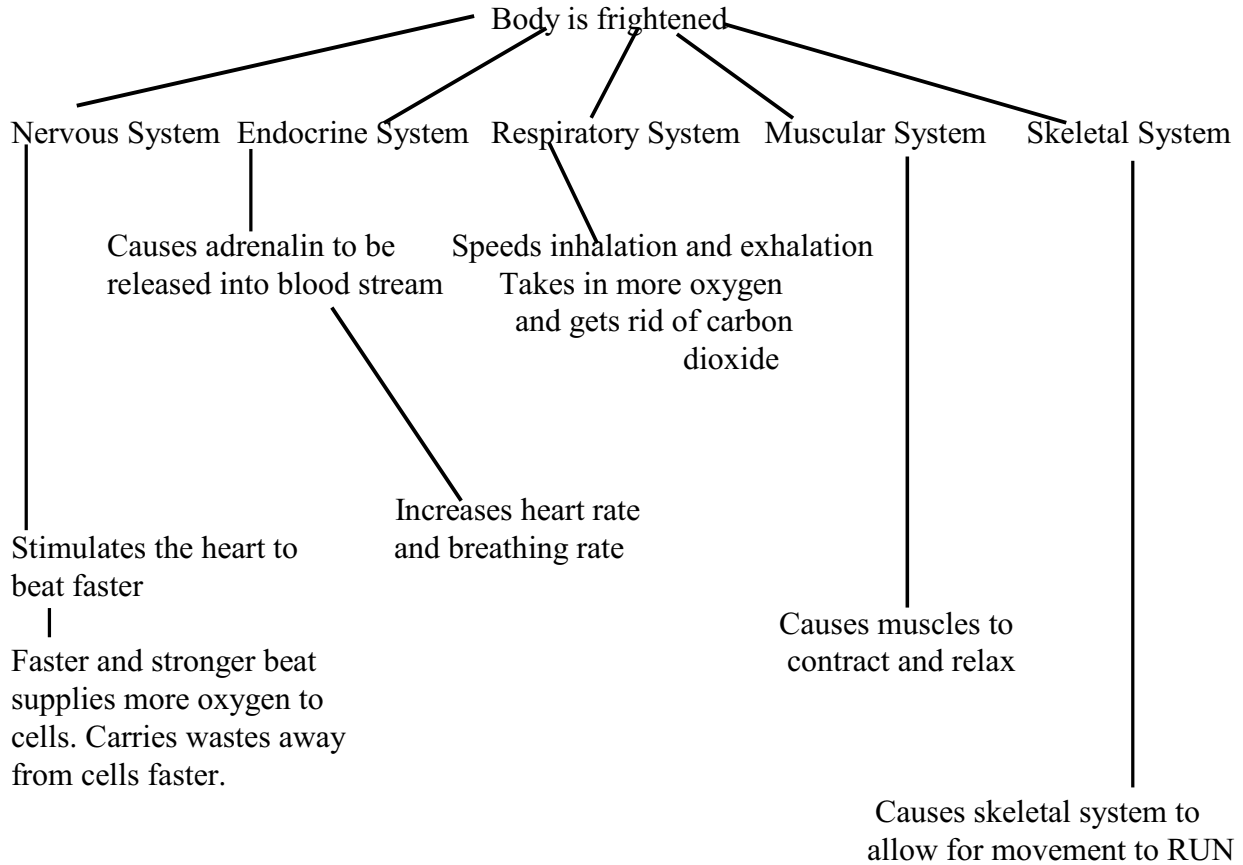 Body is frightened
Nervous System
Endocrine System
Respiratory System
Muscular System
Skeletal System
Causes adrenalin to be
released into blood stream
Speeds inhalation and exhalation
Takes in more oxygen
and gets rid of carbon
dioxide
Increases heart rate
and breathing rate
Stimulates the heart to
beat faster
Faster and stronger beat
supplies more oxygen to
cells. Carries wastes away
from cells faster.
Causes muscles to
contract and relax
Causes skeletal system to
allow for movement to RUN